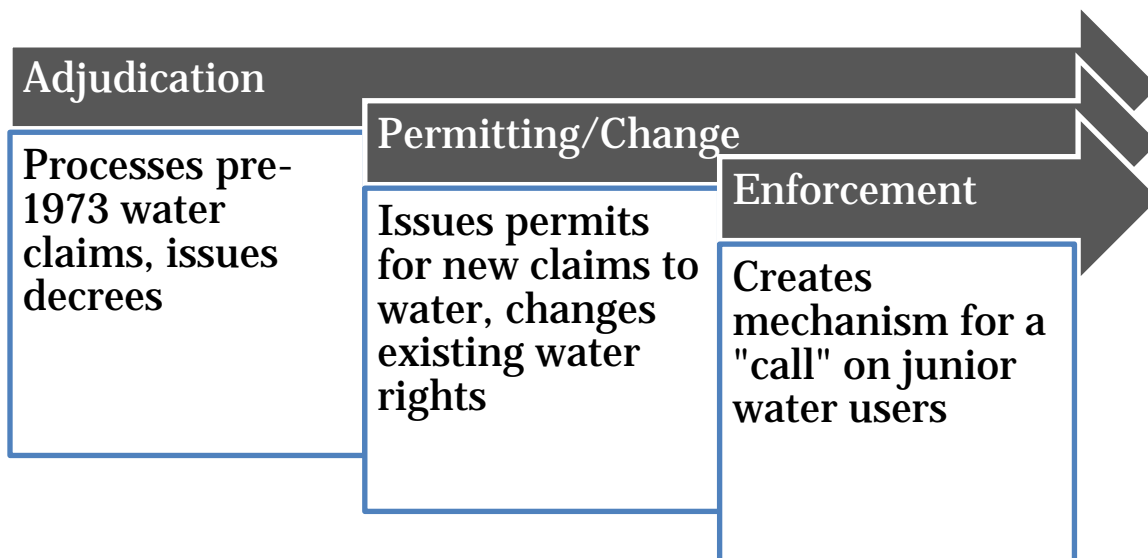 Adjudication
Processes pre-
1973 water
claims, issues
decrees
Permitting/Change
Issues permits
for new claims to
water, changes
existing water
rights
Enforcement
Creates
mechanism for a
"call" on junior
water users